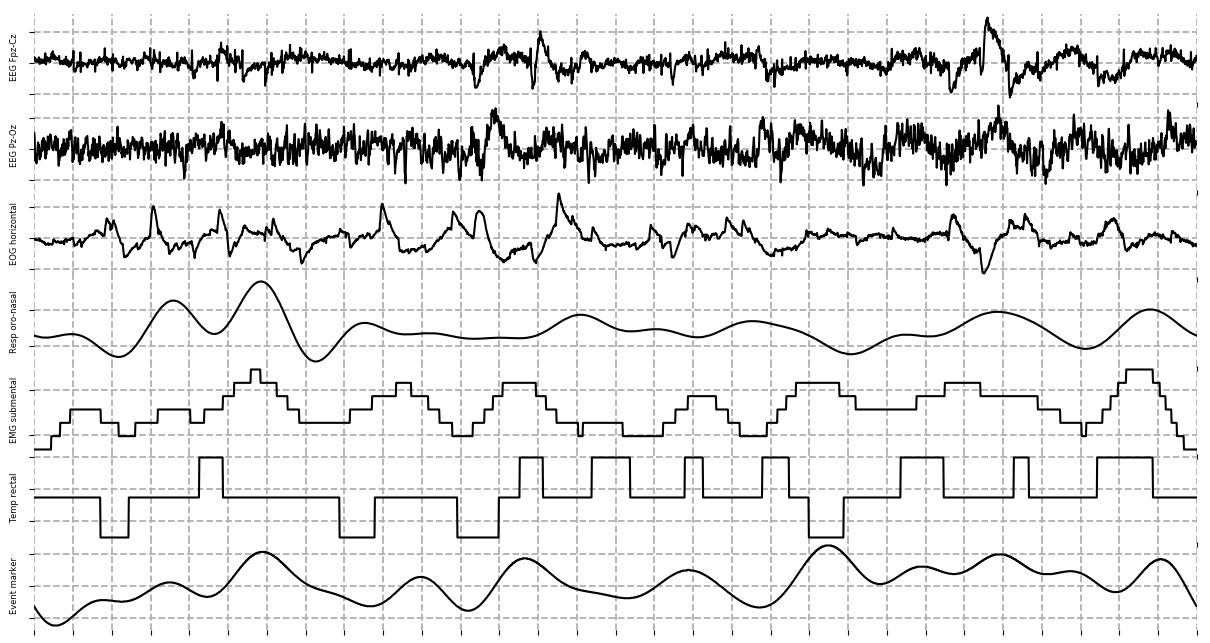 EEG Fpz-Cz
EEG Pz-Oz
EOG horizontal
Resp oro-nasal
EMG submental
Temp rectal
Event marker